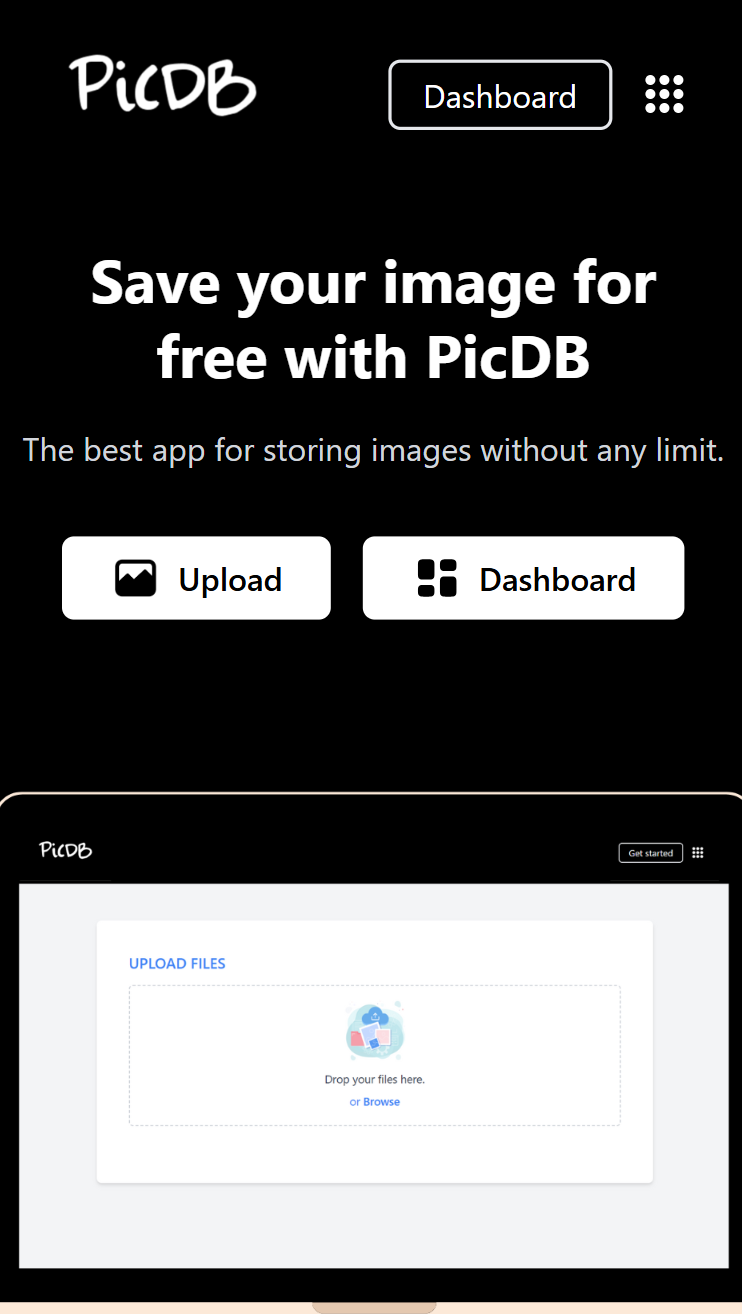 PicDB
Dashboard
Save your image for
free with PicDB
The best app for storing images without any limit.
Upload
Dashboard
PicDB
Get started
UPLOAD FILES
Drop your files here.
or Browse